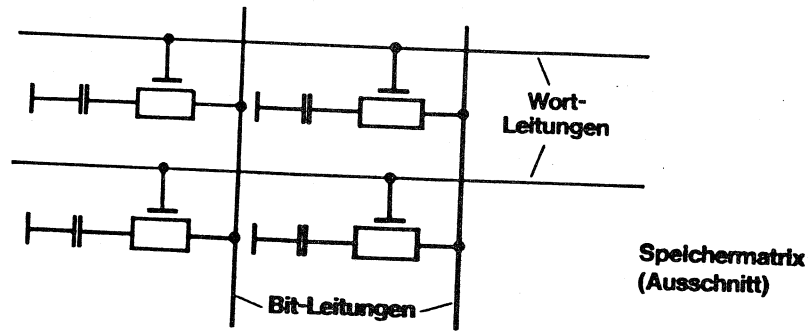 Wort-
Leitungen
Speichermatrix
(Ausschnitt)
Bit-Leitungen